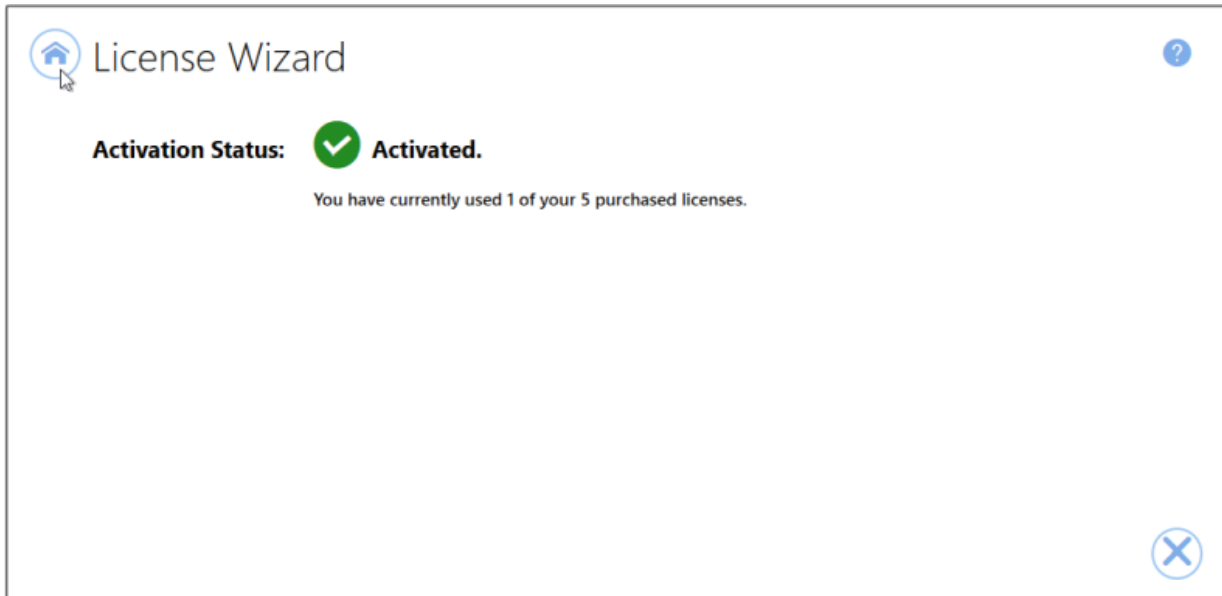 License Wizard
?
Activation Status:
Activated.
You have currently used 1 of your 5 purchased licenses.